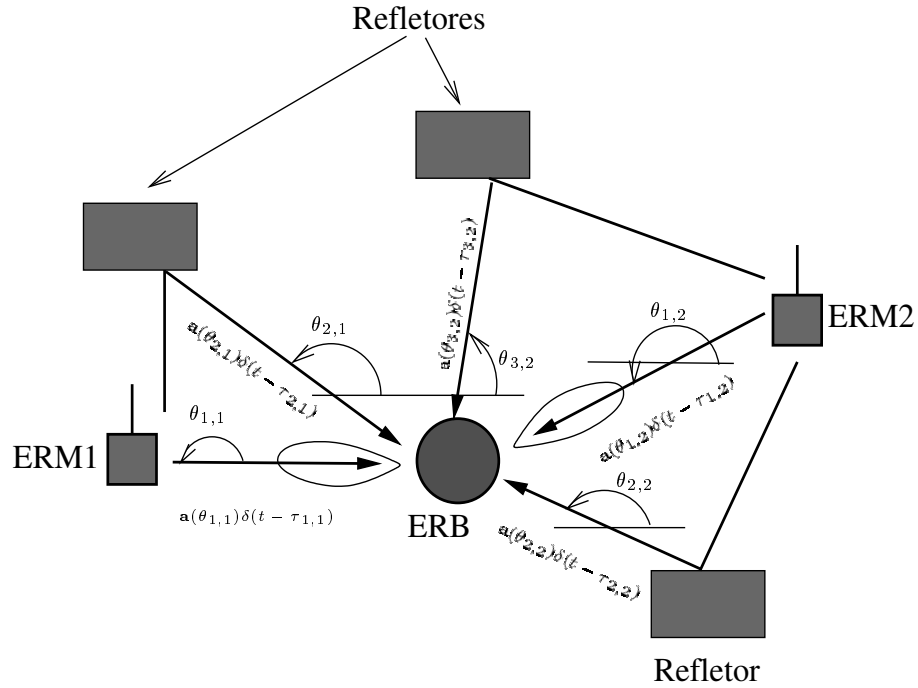 Refletores
a(θ3,2)δ(t − τ3,2)
θ2,1
θ1,2
ERM2
a(θ2,1)δ(t − τ2,1)
θ3,2
θ1,1
a(θ1,2)δ(t − τ1,2)
ERM1
θ2,2
a(θ1,1)δ(t − τ1,1)
ERB
a(θ2,2)δ(t − τ2,2)
Refletor